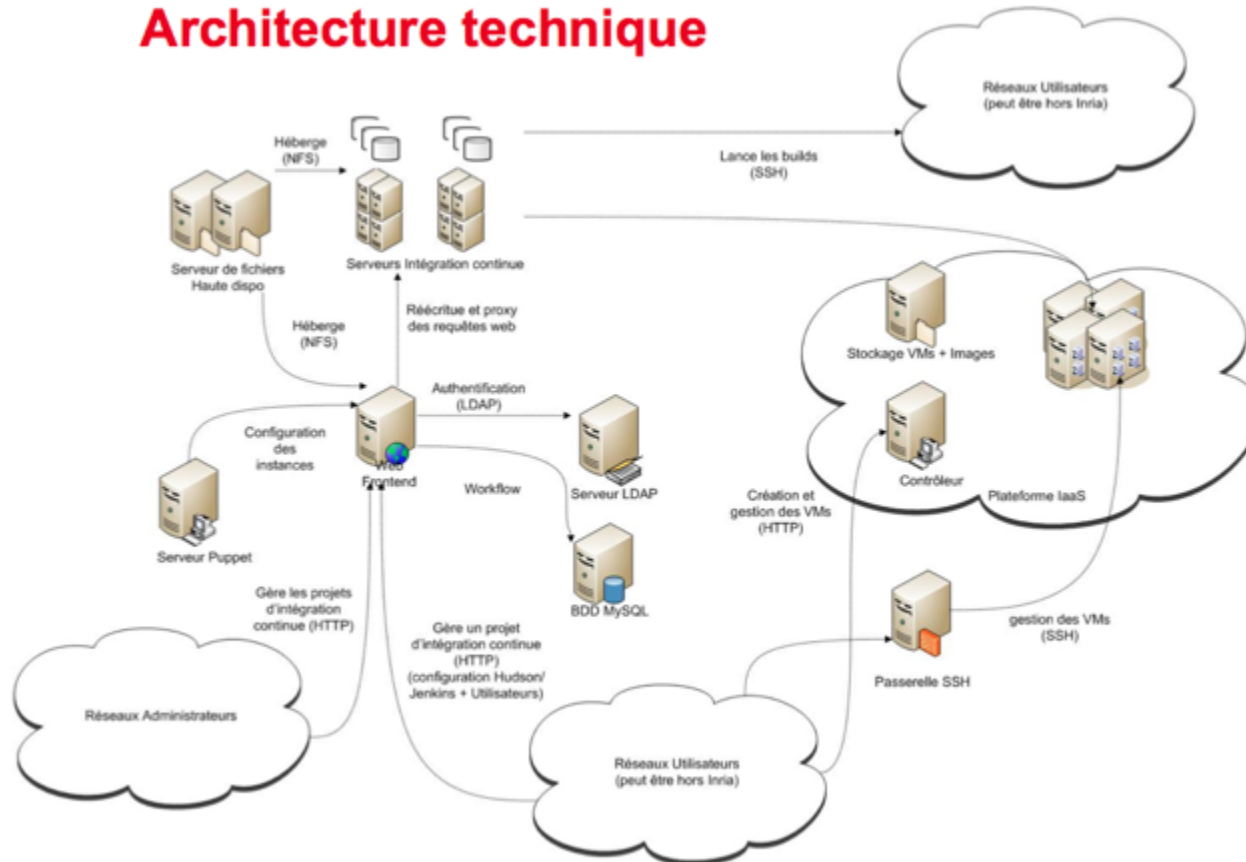 Architecture technique
Réseaux Utilisateurs
(peut être hors Inria)
Héberge
(NFS)
Lance les builds
(SSH)
Serveur de fichiers
Haute dispo
Serveurs Intégration continue
Héberge
(NFS)
Réécritue et proxy
des requêtes web
Stockage VMs + Images
Authentification
(LDAP)
Configuration
des
instances
Web
Frontend
Workflow
Serveur LDAP
Contrôleur
Plateforme IaaS
Création et
gestion des VMs
(HTTP)
Serveur Puppet
BDD MySQL
Gère les projets
d'intégration
continue (HTTP)
Gère un projet
d'intégration continue
(HTTP)
(configuration Hudson/
Jenkins + Utilisateurs)
gestion des VMs
(SSH)
Passerelle SSH
Réseaux Administrateurs
Réseaux Utilisateurs
(peut être hors Inria)